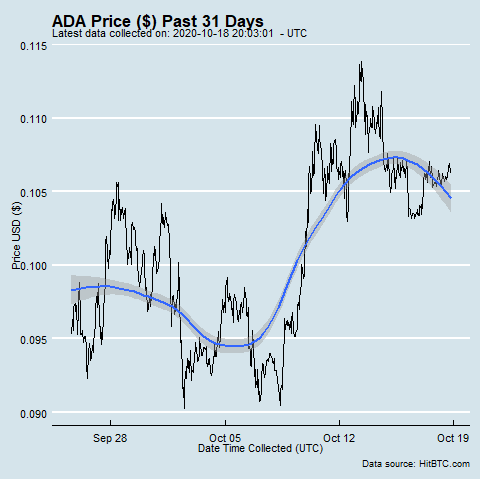 ADA Price ($) Past 31 Days
Latest data collected on: 2020-10-18 20:03:01 - UTC
0.115
0.110
0.105
0.100
0.095
0.090
Price USD ($)
Sep 28
Oct 05
Oct 12
Oct 19
Date Time Collected (UTC)
Data source: HitBTC.com